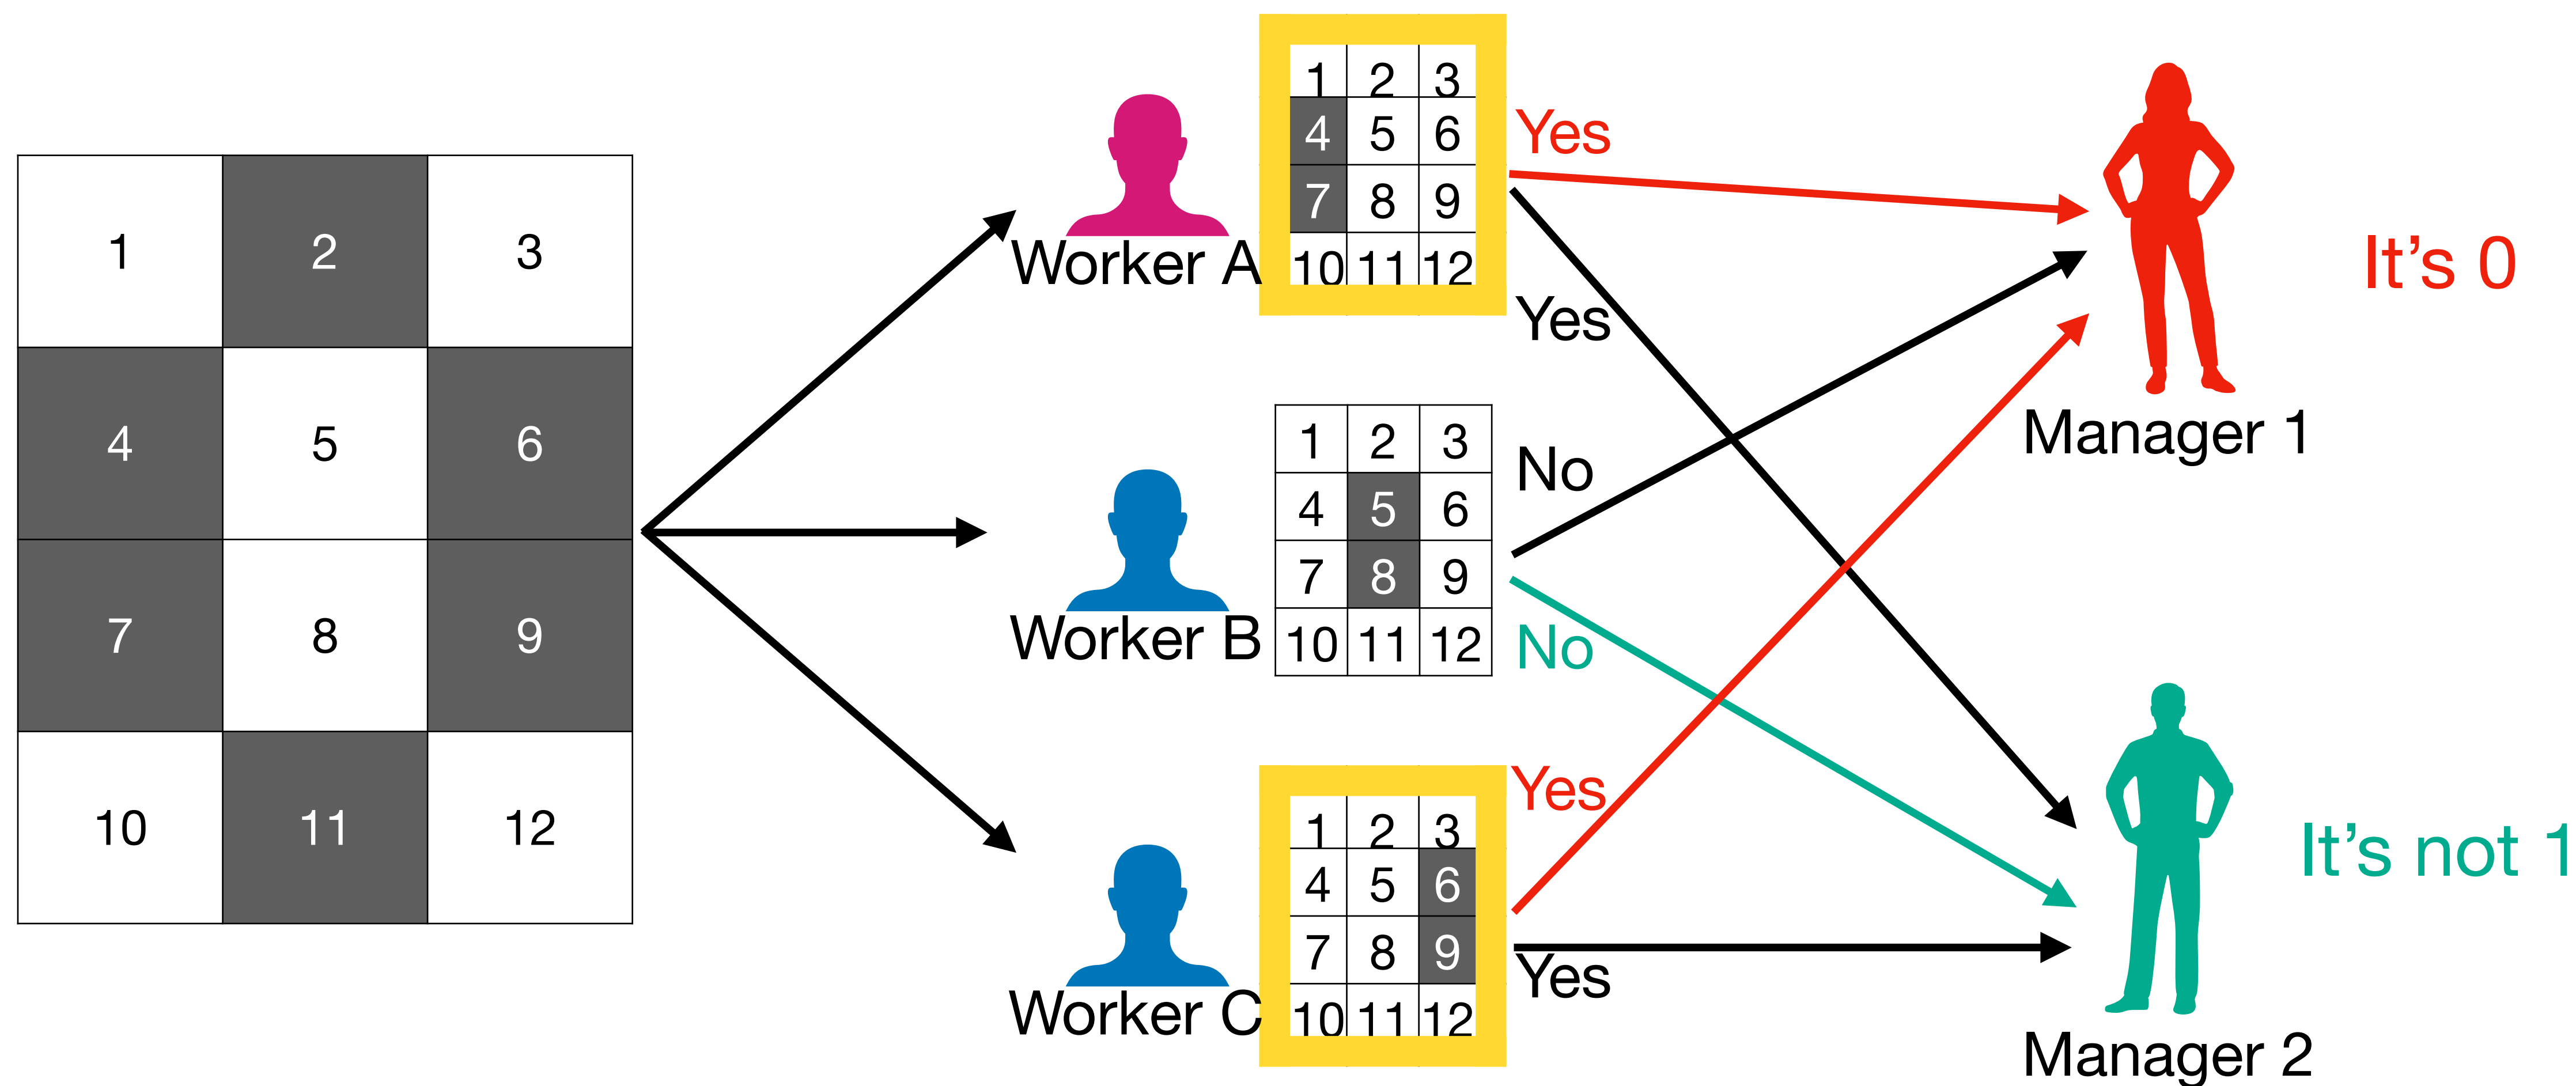 1 2 3
4 5 6
7 8 9
10 11 12
Worker A
1 2 3
4 5 6
7 8 9
10 11 12
Yes
Yes
Worker B
1 2 3
4 5 6
7 8 9
10 11 12
No
No
Worker C
1 2 3
4 5 6
7 8 9
10 11 12
Yes
Yes
Manager 1
It's 0
Manager 2
It's not 1